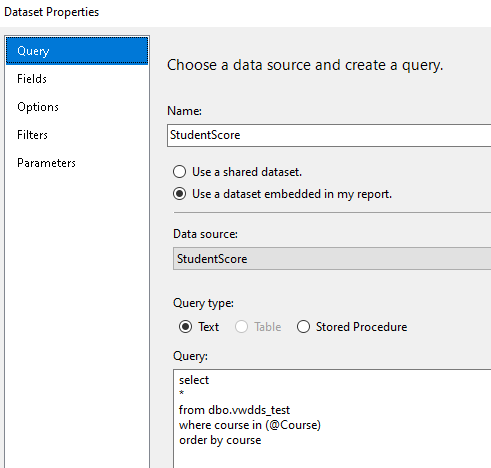 Dataset Properties
Query
Fields
Options
Filters
Parameters
Choose a data source and create a query.
Name:
StudentScore
Use a shared dataset.
Use a dataset embedded in my report.
Data source:
StudentScore
Query type:
Text Table Stored Procedure
Query:
select
*
from dbo.vwdds_test
where course in (@Course)
order by course